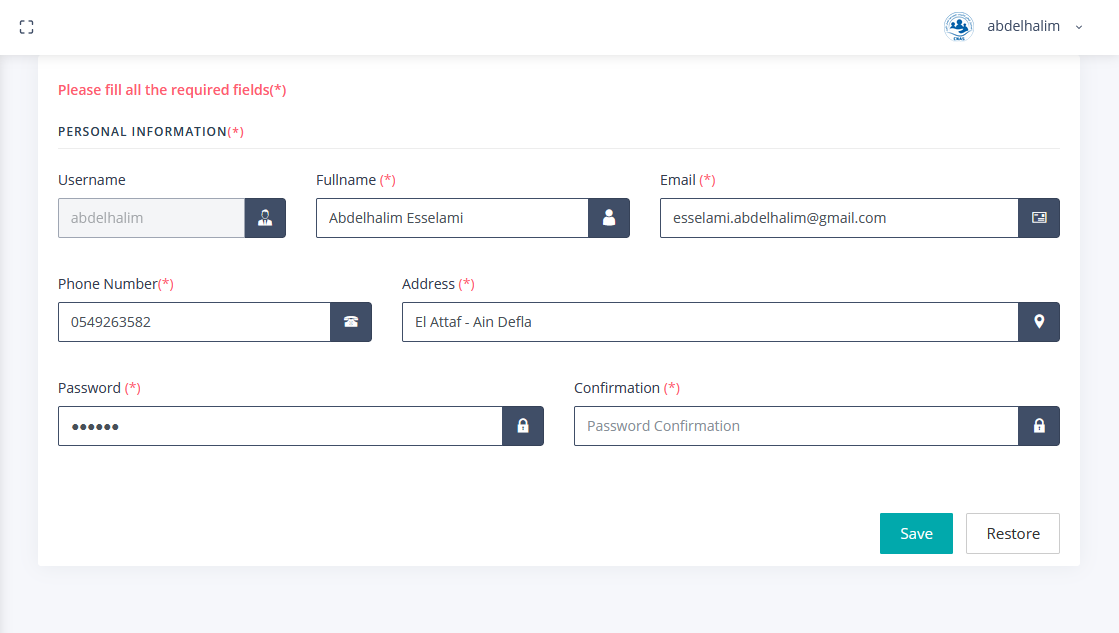 abdelhalim
Please fill all the required fields(*)
PERSONAL INFORMATION(*)
Username
Fullname (*)
Email (*)
abdelhalim
Abdelhalim Esselami
esselami.abdelhalim@gmail.com
Phone Number(*)
Address (*)
0549263582
El Attaf - Ain Defla
Password (*)
Confirmation (*)
••••••
Password Confirmation
Save
Restore